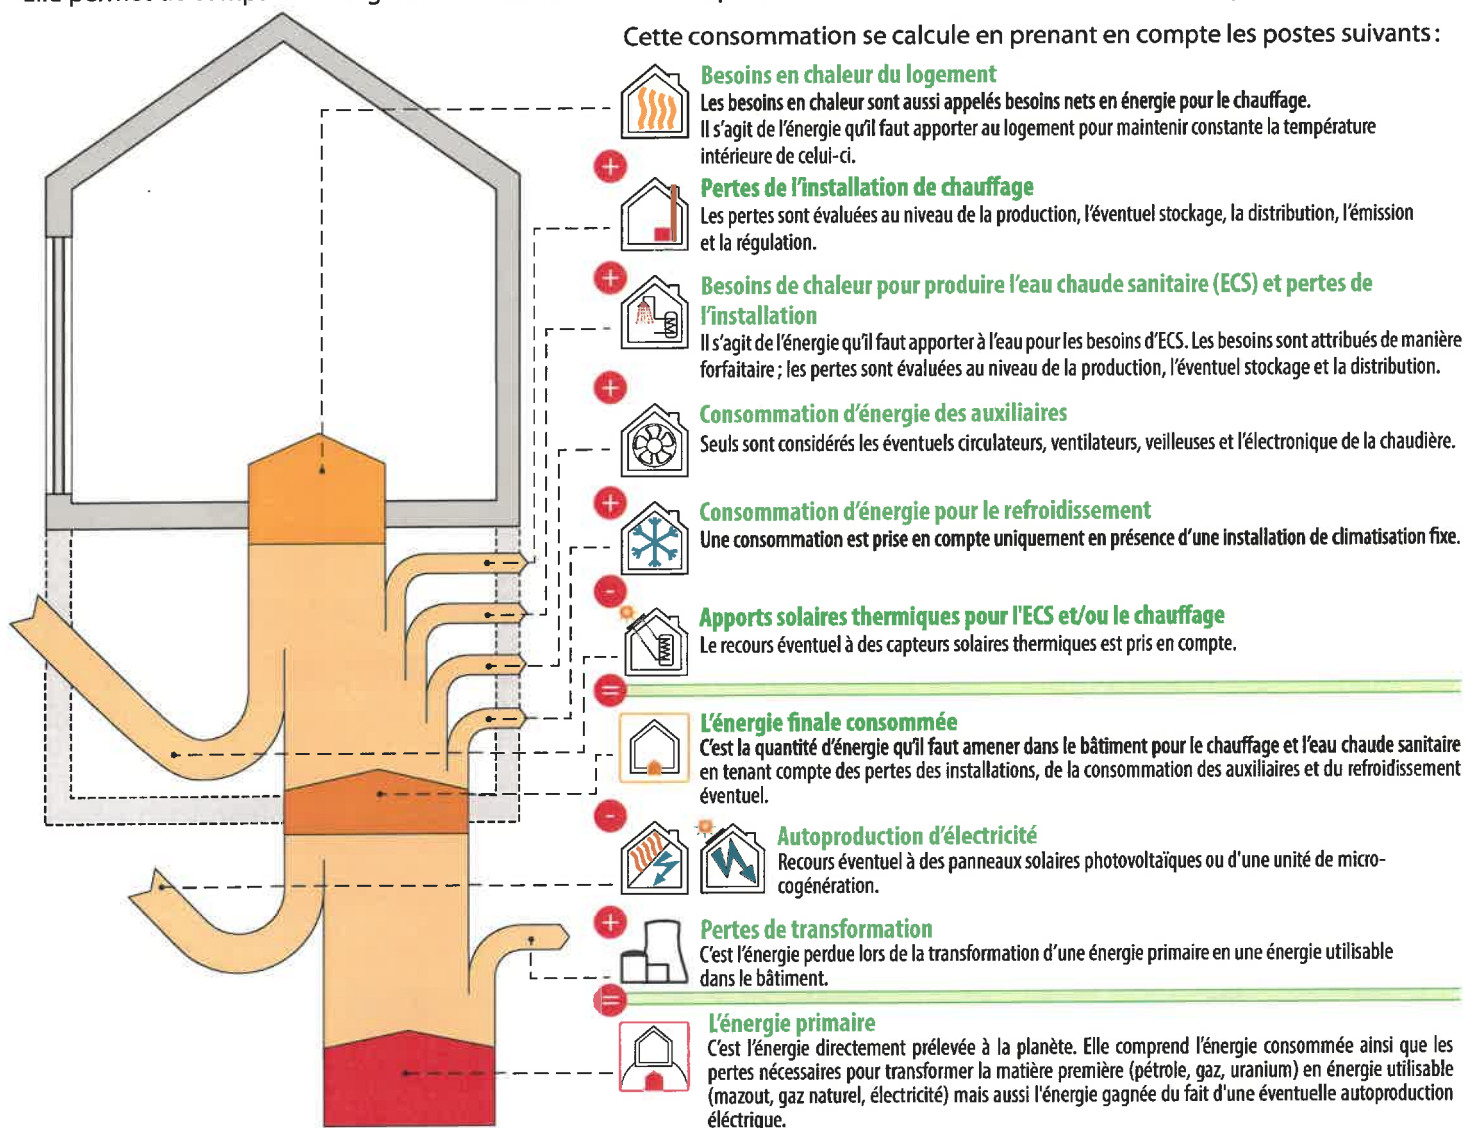 Cette consommation se calcule en prenant en compte les postes suivants :
Besoins en chaleur du logement
Les besoins en chaleur sont aussi appelés besoins nets en énergie pour le chauffage.
Il s'agit de l'énergie qu'il faut apporter au logement pour maintenir constante la température
intérieure de celui-ci.
+
Pertes de l'installation de chauffage
Les pertes sont évaluées au niveau de la production, l'éventuel stockage, la distribution, l'émission
et la régulation.
+
Besoins de chaleur pour produire l'eau chaude sanitaire (ECS) et pertes de
l'installation
Il s'agit de l'énergie qu'il faut apporter à l'eau pour les besoins d'ECS. Les besoins sont attribués de manière
forfaitaire ; les pertes sont évaluées au niveau de la production, l'éventuel stockage et la distribution.
+
Consommation d'énergie des auxiliaires
Seuls sont considérés les éventuels circulateurs, ventilateurs, veilleuses et l'électronique de la chaudière.
+
Consommation d'énergie pour le refroidissement
Une consommation est prise en compte uniquement en présence d'une installation de climatisation fixe.
-
Apports solaires thermiques pour l'ECS et/ou le chauffage
Le recours éventuel à des capteurs solaires thermiques est pris en compte.
=
L'énergie finale consommée
C'est la quantité d'énergie qu'il faut amener dans le bâtiment pour le chauffage et l'eau chaude sanitaire
en tenant compte des pertes des installations, de la consommation des auxiliaires et du refroidissement
éventuel.
-
Autoproduction d'électricité
Recours éventuel à des panneaux solaires photovoltaïques ou d'une unité de micro-
cogénération.
+
Pertes de transformation
C'est l'énergie perdue lors de la transformation d'une énergie primaire en une énergie utilisable
dans le bâtiment.
=
L'énergie primaire
C'est l'énergie directement prélevée à la planète. Elle comprend l'énergie consommée ainsi que les
pertes nécessaires pour transformer la matière première (pétrole, gaz, uranium) en énergie utilisable
(mazout, gaz naturel, électricité) mais aussi l'énergie gagnée du fait d'une éventuelle autoproduction
éléctrique.